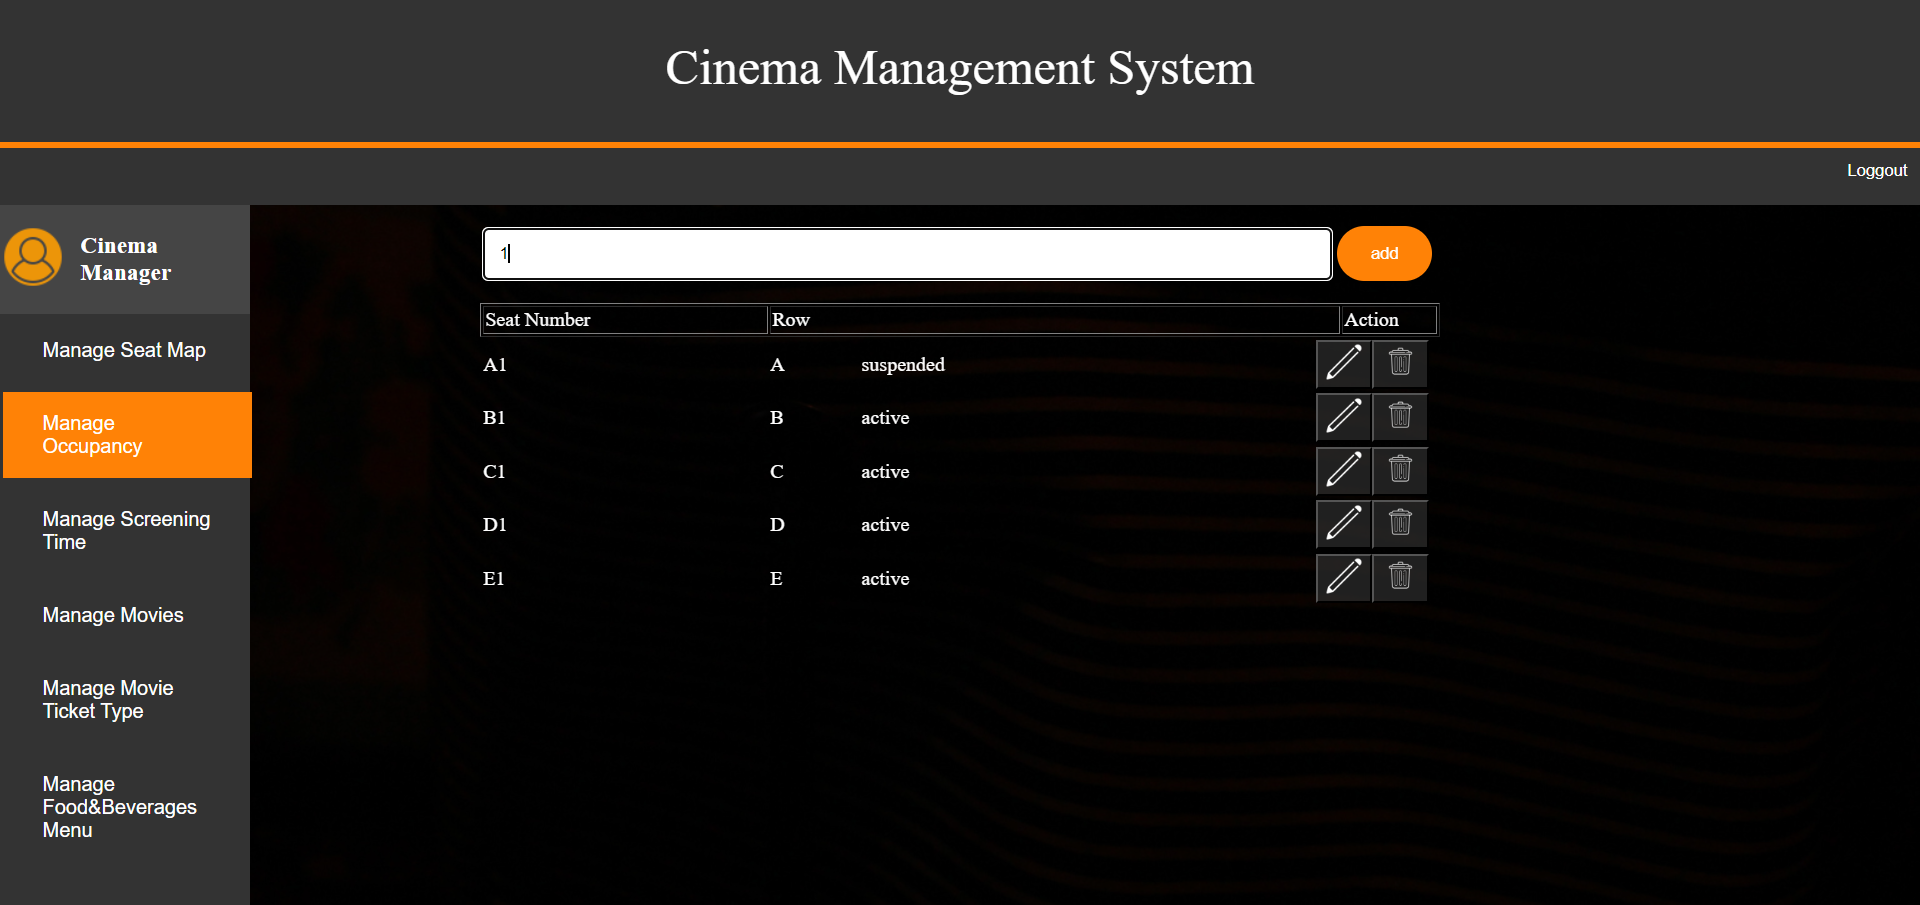 Cinema Management System
Loggout
Cinema
Manager
Manage Seat Map
Manage
Occupancy
Manage Screening
Time
Manage Movies
Manage Movie
Ticket Type
Manage
Food&Beverages
Menu
1
add
Seat Number Row Action
A1 A suspended
B1 B active
C1 C active
D1 D active
E1 E active